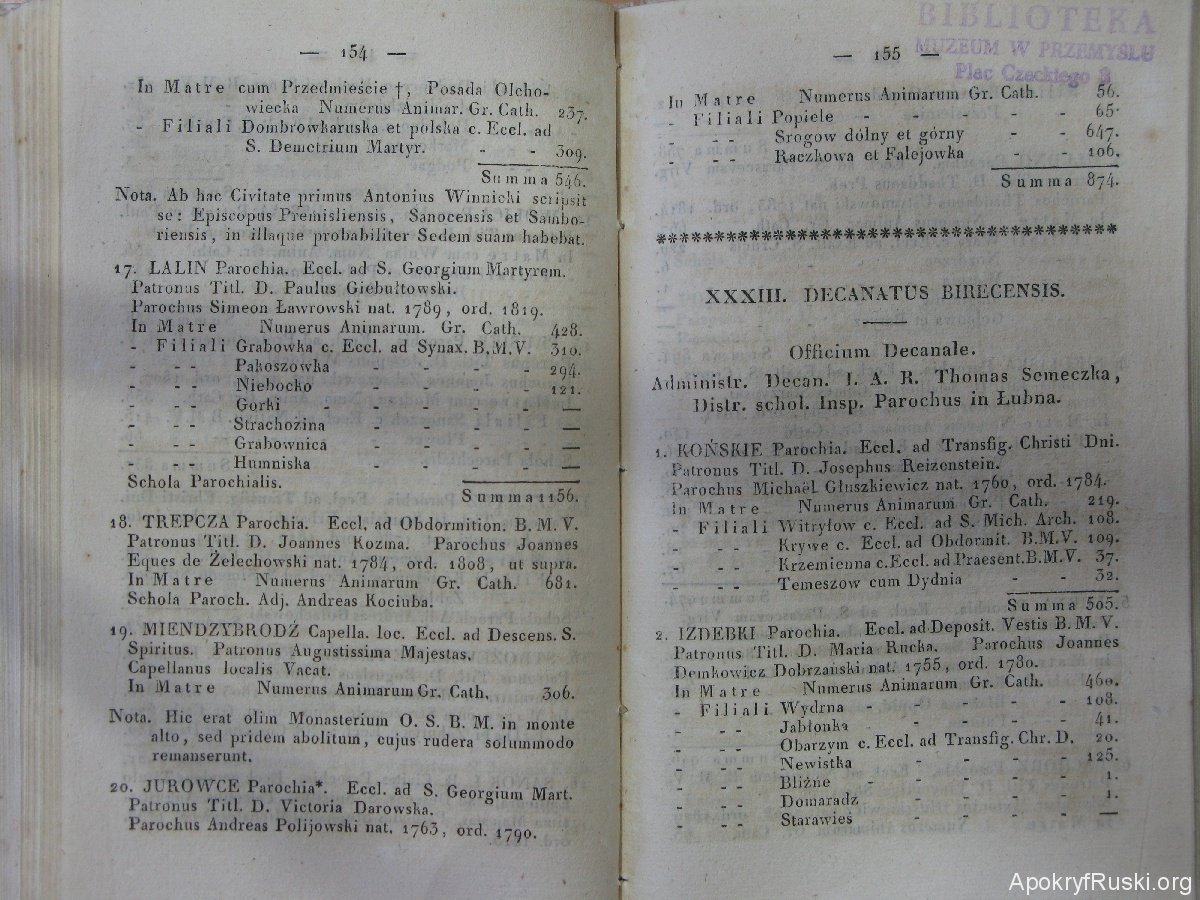 — 154 —
In Matre cum Przedmieście †, Posada Olcho-
wiecka Numerus Animar. Gr. Cath. 237.
- Filiali Dombrowkaruska et polska c. Eccl. ad
S. Demetrium Martyr. - - 309.
Summa 546.
Nota. Ab hac Civitate primus Antonius Winnicki scripsit
se: Episcopus Premisliensis, Sanocensis et Sambo-
riensis, in illaque probabiliter Sedem suam habebat.
17. LALIN Parochia. Eccl. ad S. Georgium Martyrem.
Patronus Titl. D. Paulus Giebułtowski.
Parochus Simeon Ławrowski nat. 1789, ord. 1819.
In Matre Numerus Animarum. Gr. Cath. 428.
- Filiali Grabowka c. Eccl. ad Synax. B.M.V. 310.
- - - Pakoszowka - - - - 294.
- - - Niebocko - - - - 121.
- - - Gorki - - - - - —
- - - Strachozina - - - - —
- - - Grabownica - - - - —
- - - Humniska - - - - —
Schola Parochialis. Summa 1156.
18. TREPCZA Parochia. Eccl. ad Obdormition. B. M. V.
Patronus Titl. D. Joannes Kozma. Parochus Joannes
Eques de Żelechowski nat. 1784, ord. 1808, ut supra.
In Matre Numerus Animarum Gr. Cath. 681.
Schola Paroch. Adj. Andreas Kociuba.
19. MIENDZYBRODŹ Capella. loc. Eccl. ad Descens. S.
Spiritus. Patronus Augustissima Majestas.
Capellanus localis Vacat.
In Matre Numerus Animarum Gr. Cath. 306.
Nota. Hic erat olim Monasterium O. S. B. M. in monte
alto, sed pridem abolitum, cujus rudera solummodo
remanserunt.
20. JUROWCE Parochia*. Eccl. ad S. Georgium Mart.
Patronus Titl. D. Victoria Darowska.
Parochus Andreas Polijowski nat. 1763, ord. 1790.
BIBLIOTEKA
MUZEUM W PRZEMYŚLU
Plac Czackiego 3
— 155 —
In Matre Numerus Animarum Gr. Cath. 56.
- Filiali Popiele - - - - - 65.
- - - Srogow dólny et górny - - 647.
- - - Raczkowa et Falejowka - - 106.
Summa 874.
XXXIII. DECANATUS BIRECENSIS.
Officium Decanale.
Administr. Decan. I. A. R. Thomas Semeczka,
Distr. schol. Insp. Parochus in Łubna.
1. KOŃSKIE Parochia. Eccl. ad Transfig. Christi Dni.
Patronus Titl. D. Josephus Reizenstein.
Parochus Michaël Głuszkiewicz nat. 1760, ord. 1784.
In Matre Numerus Animarum Gr. Cath. 219.
- Filiali Witryłow c. Eccl. ad S. Mich. Arch. 108.
- - - Krywe c. Eccl. ad Obdormit. B.M.V. 109.
- - - Krzemienna c. Eccl. ad Praesent. B.M.V. 37.
- - - Temeszow cum Dydnia - - 32.
Summa 505.
2. IZDEBKI Parochia. Eccl. ad Deposit. Vestis B. M. V.
Patronus Titl. D. Maria Rucka. Parochus Joannes
Demkowicz Dobrzański nat. 1755, ord. 1780.
In Matre Numerus Animarum Gr. Cath. 460.
- Filiali Wydrna - - - - - 108.
- - - Jabłonka - - - - - 41.
- - - Obarzym c. Eccl. ad Transfig. Chr. D. 20.
- - - Newistka - - - - - 125.
- - - Bliźne - - - - - 1.
- - - Domaradz - - - - - 1.
- - - Starawieś - - - - - —
ApokryfRuski.org